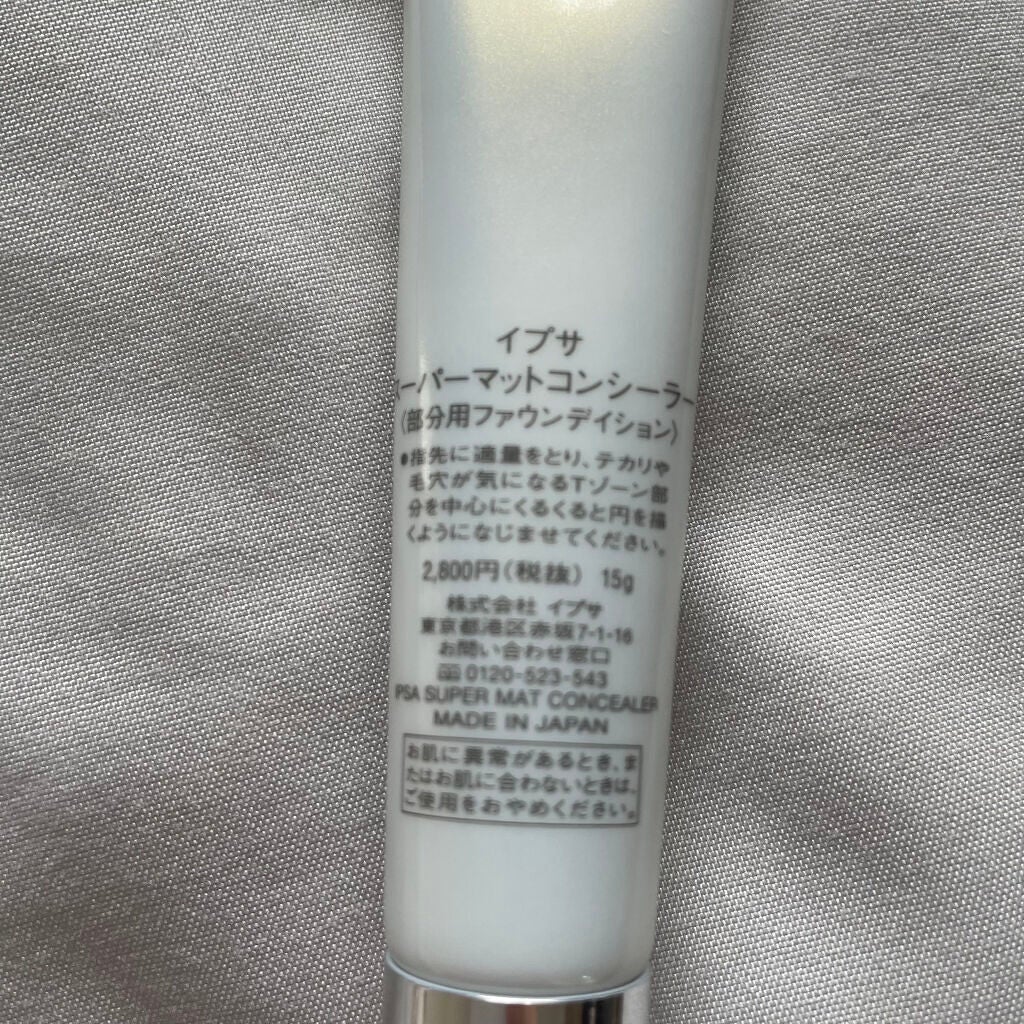 イプサ
ーパーマットコンシーラー
〈部分用ファウンデイション〉
●指先に適量をとり、テカリや
毛穴が気になるTゾーン部
分を中心にくるくると円を描
くようになじませてください。
2,800円(税抜) 15g
株式会社 イプサ
東京都港区赤坂7-1-16
お問い合わせ窓口
0120-523-543
PSA SUPER MAT CONCEALER
MADE IN JAPAN
お肌に異常があるとき、ま
たはお肌に合わないときは、
ご使用をおやめください。